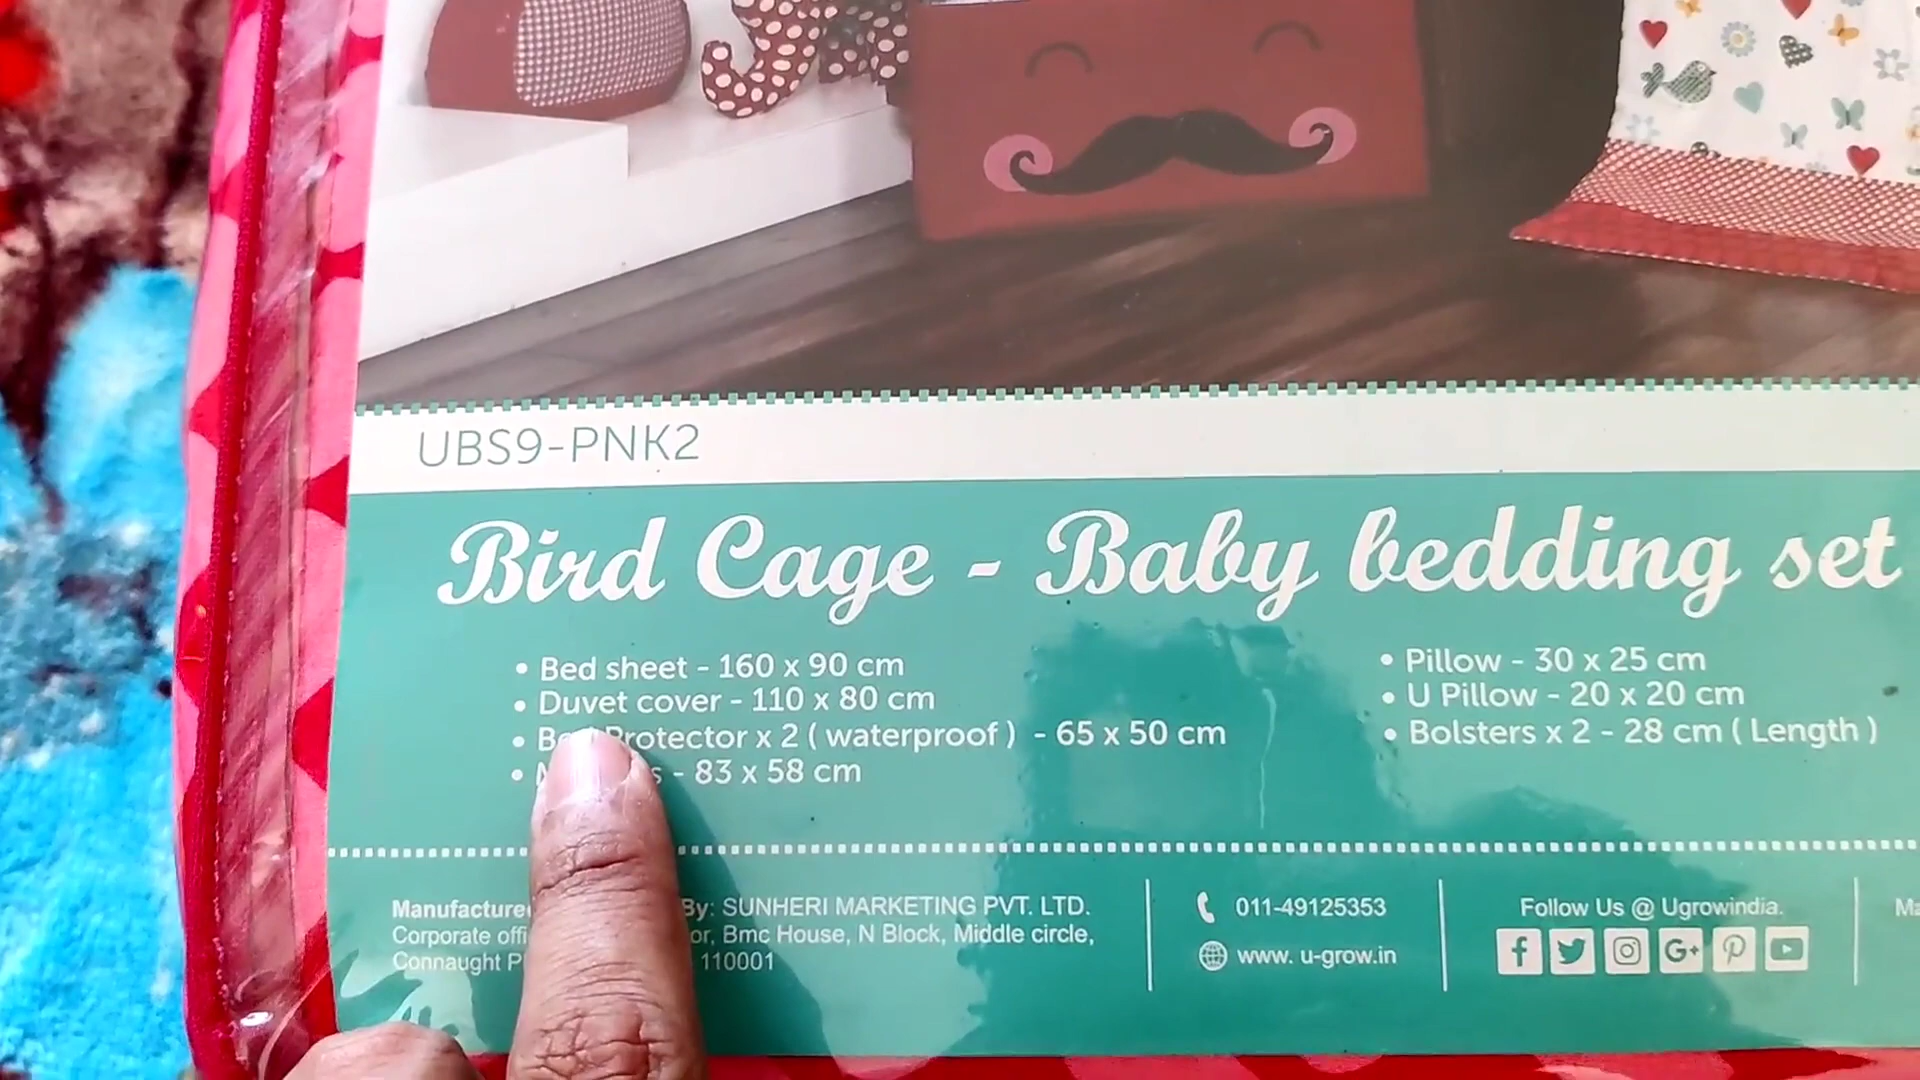 UBS9-PNK2
Bird Cage - Baby bedding set
• Bed sheet - 160 x 90 cm
• Duvet cover - 110 x 80 cm
• Protector x 2 ( waterproof ) - 65 x 50 cm
• - 83 x 58 cm
• Pillow - 30 x 25 cm
• U Pillow - 20 x 20 cm
• Bolsters x 2 - 28 cm ( Length )
By: SUNHERI MARKETING PVT. LTD.
Corporate Bmc House, N Block, Middle circle,
Connaught 110001
011-49125353
www. u-grow.in
Follow Us @ Ugrowindia.